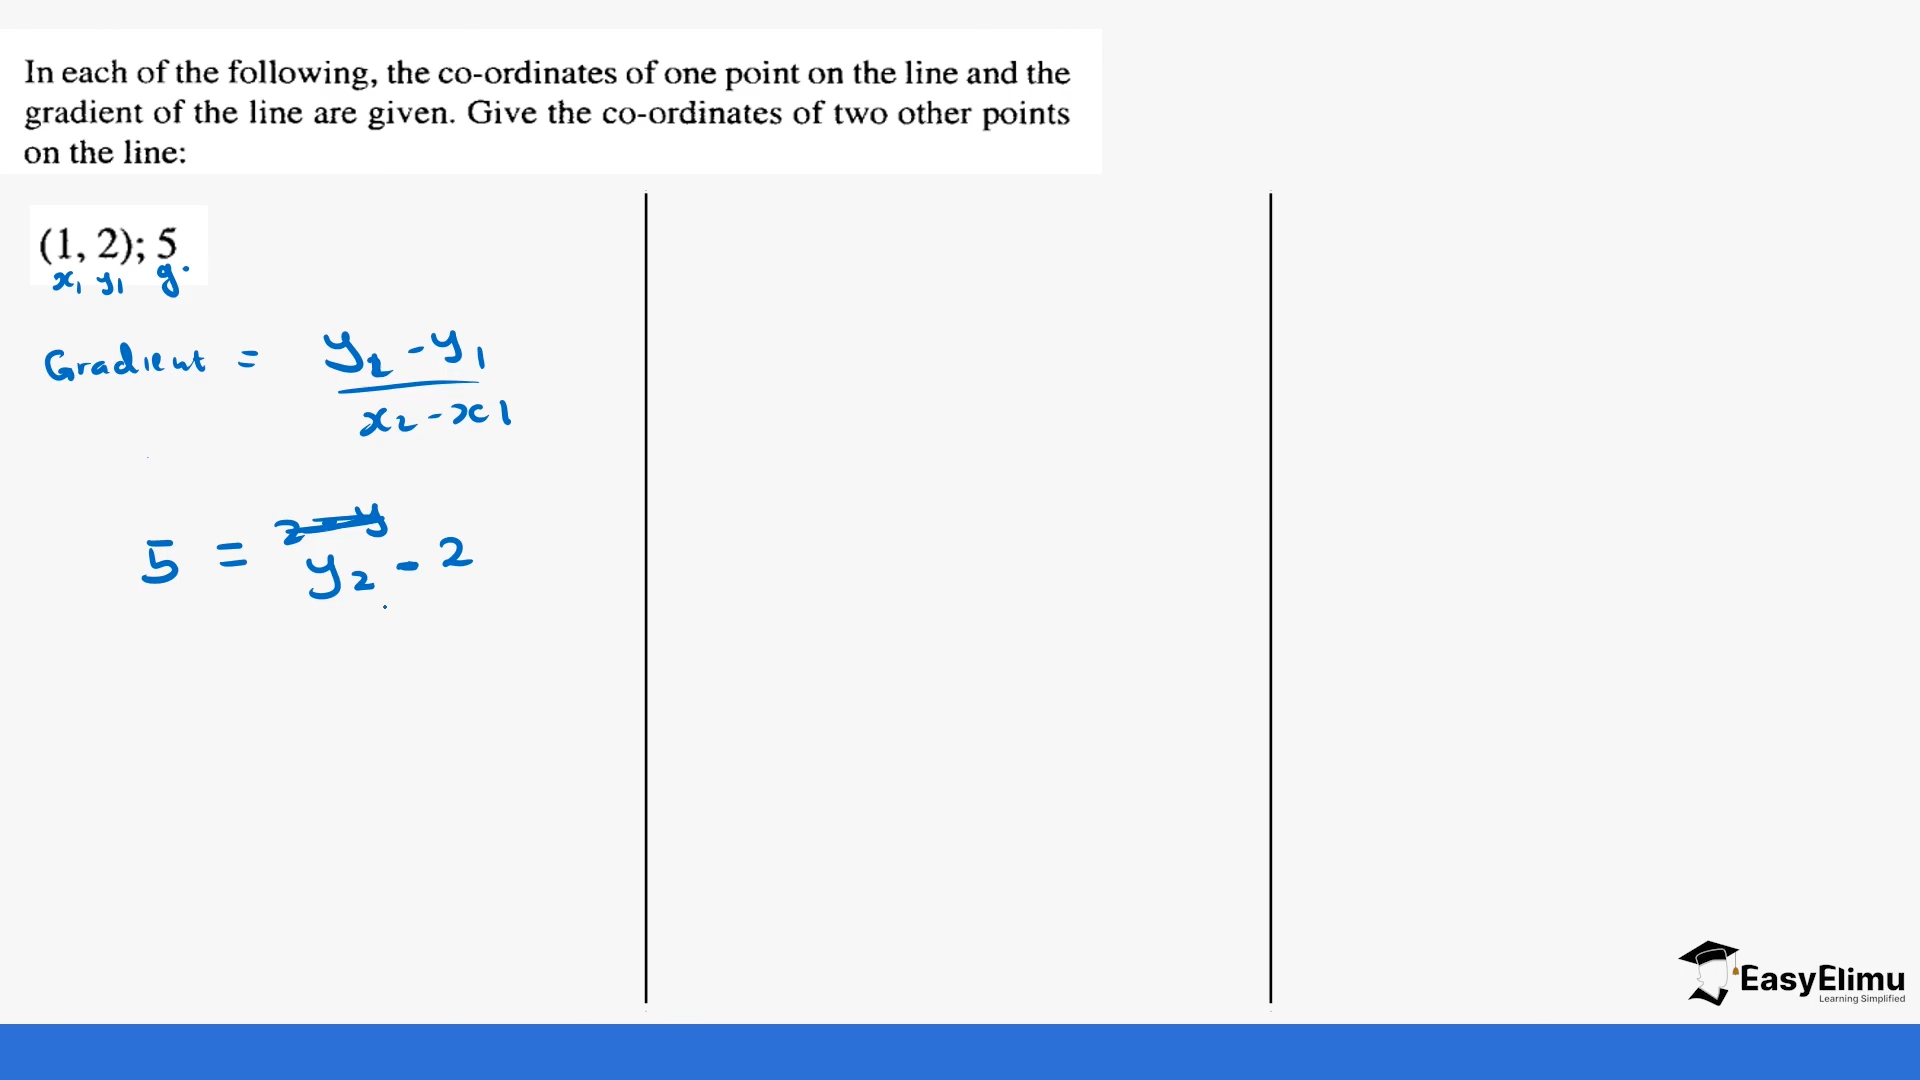 In each of the following, the co-ordinates of one point on the line and the
gradient of the line are given. Give the co-ordinates of two other points
on the line:
(1, 2); 5
x₁ y₁ g.
Gradient = y₂ - y₁
x₂ - x1
2 - y
5 = y₂ - 2
EasyElimu
Learning Simplified